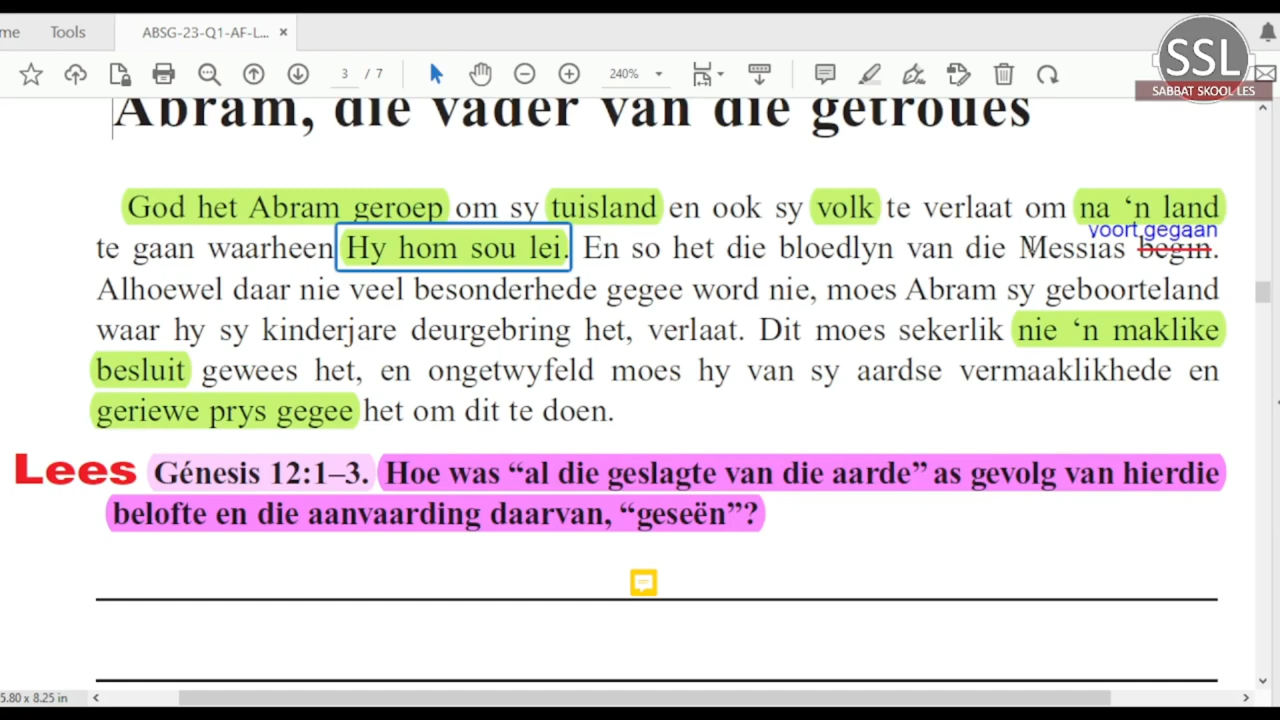 me Tools ABSG-23-Q1-AF-L... ×
3 / 7 240%
SSL
SABBAT SKOOL LES
Abram, die vader van die getroues
God het Abram geroep om sy tuisland en ook sy volk te verlaat om na ‘n land
voort gegaan
te gaan waarheen Hy hom sou lei. En so het die bloedlyn van die Messias begin.
Alhoewel daar nie veel besonderhede gegee word nie, moes Abram sy geboorteland
waar hy sy kinderjare deurgebring het, verlaat. Dit moes sekerlik nie ‘n maklike
besluit gewees het, en ongetwyfeld moes hy van sy aardse vermaaklikhede en
geriewe prys gegee het om dit te doen.
Lees Génesis 12:1–3. Hoe was “al die geslagte van die aarde” as gevolg van hierdie
belofte en die aanvaarding daarvan, “geseën”?
5.80 x 8.25 in